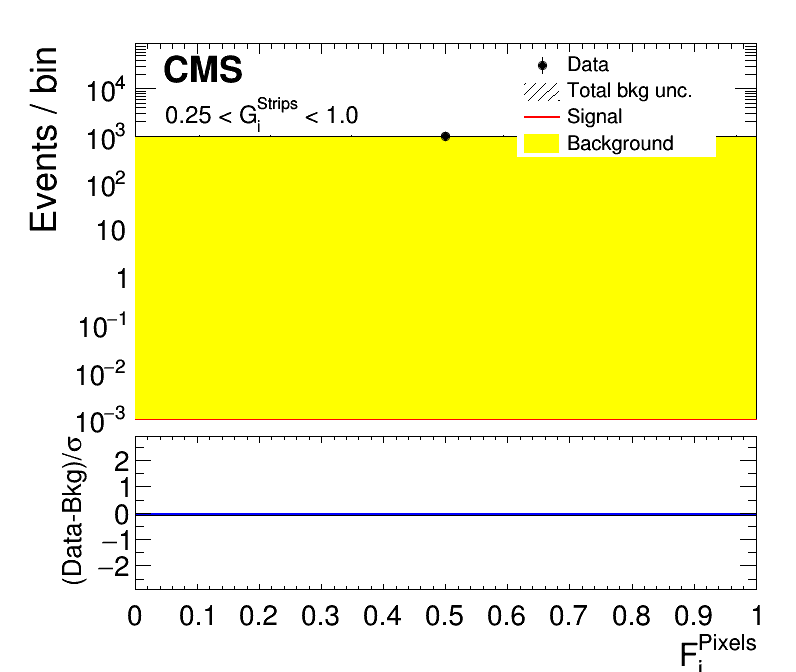 CMS
0.25 < G_i^Strips < 1.0
Data
Total bkg unc.
Signal
Background
Events / bin
10^4
10^3
10^2
10
1
10^−1
10^−2
10^−3
(Data-Bkg)/σ
2
1
0
−1
−2
0 0.1 0.2 0.3 0.4 0.5 0.6 0.7 0.8 0.9 1
F_i^Pixels